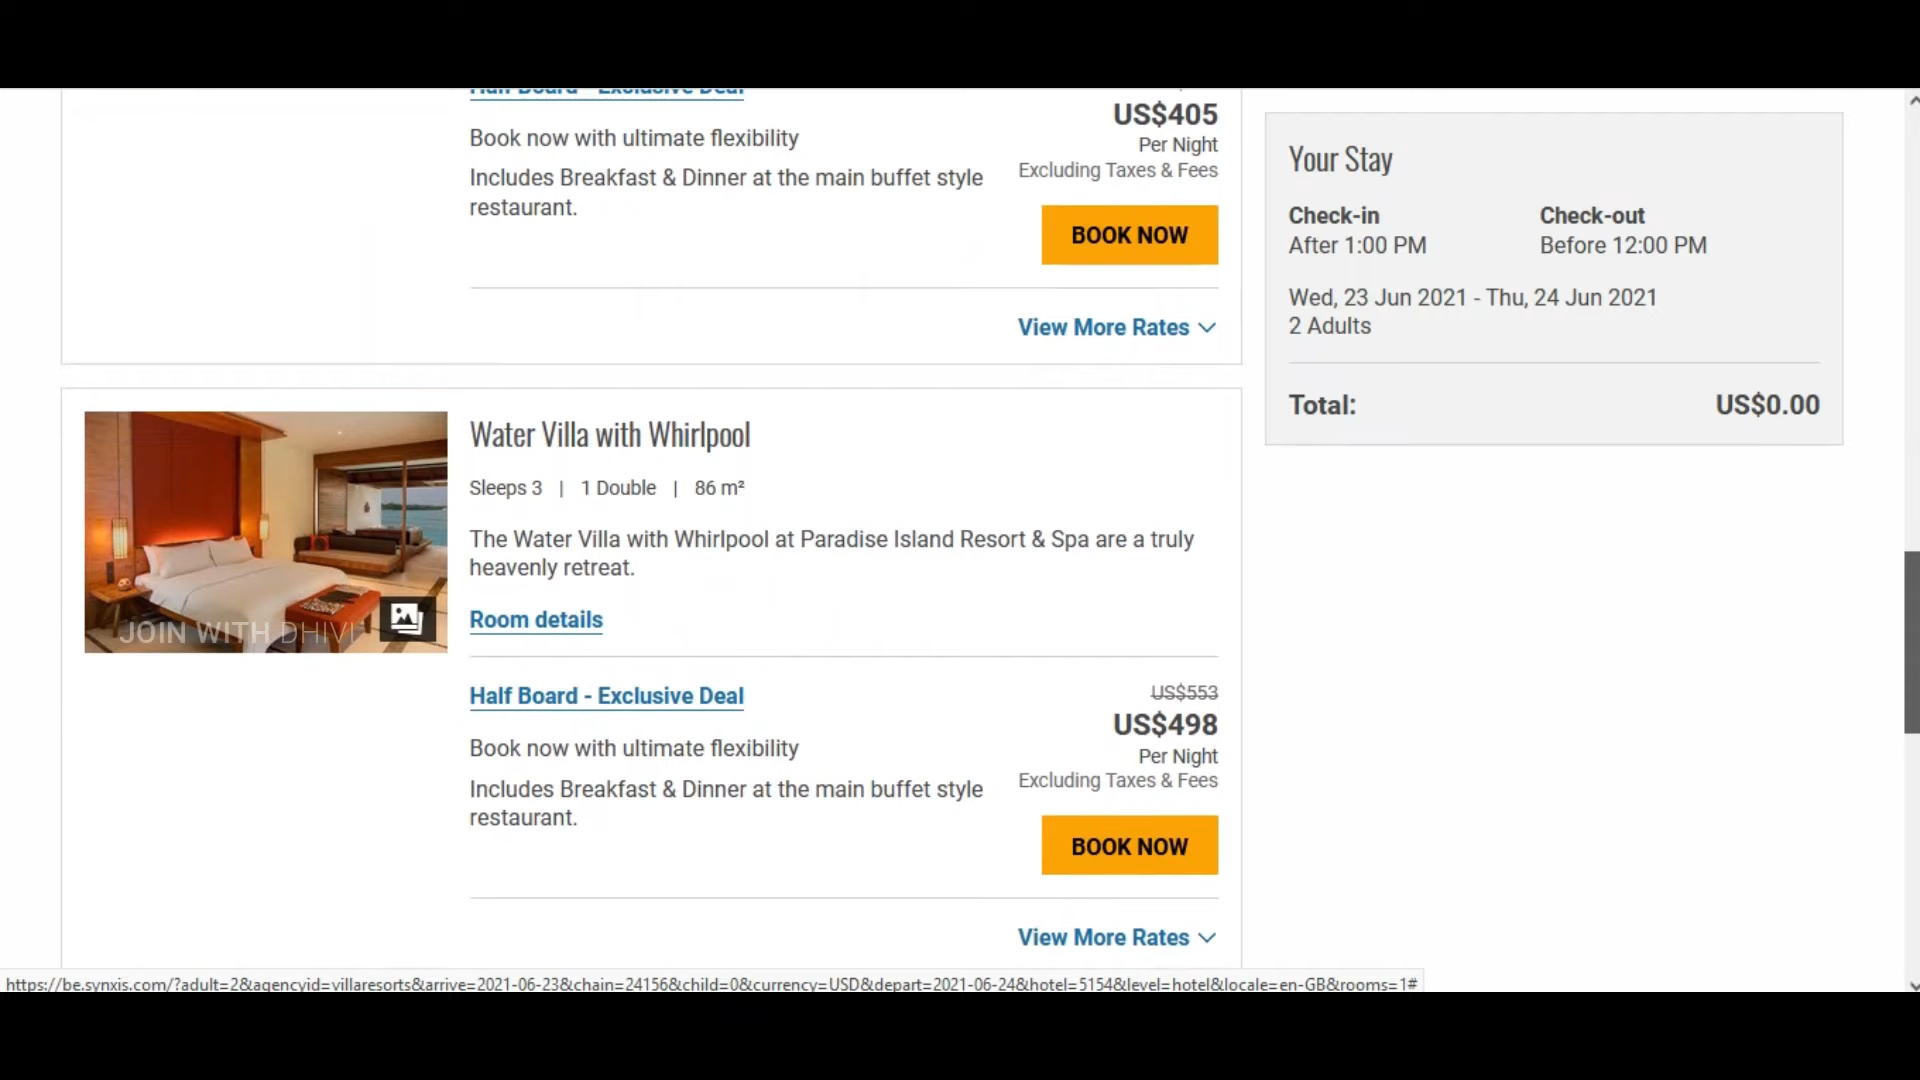 Half Board - Exclusive Deal
US$405
Per Night
Excluding Taxes & Fees
Book now with ultimate flexibility
Includes Breakfast & Dinner at the main buffet style
restaurant.
BOOK NOW
View More Rates
Your Stay
Check-in
Check-out
After 1:00 PM
Before 12:00 PM
Wed, 23 Jun 2021 - Thu, 24 Jun 2021
2 Adults
Total:
US$0.00
Water Villa with Whirlpool
Sleeps 3 | 1 Double | 86 m²
The Water Villa with Whirlpool at Paradise Island Resort & Spa are a truly
heavenly retreat.
Room details
JOIN WITH DHIVI
Half Board - Exclusive Deal
US$553
US$498
Per Night
Excluding Taxes & Fees
Book now with ultimate flexibility
Includes Breakfast & Dinner at the main buffet style
restaurant.
BOOK NOW
View More Rates
https://be.synxis.com/?adult=2&agencyid=villaresorts&arrive=2021-06-23&chain=24156&child=0&currency=USD&depart=2021-06-24&hotel=5154&level=hotel&locale=en-GB&rooms=1#